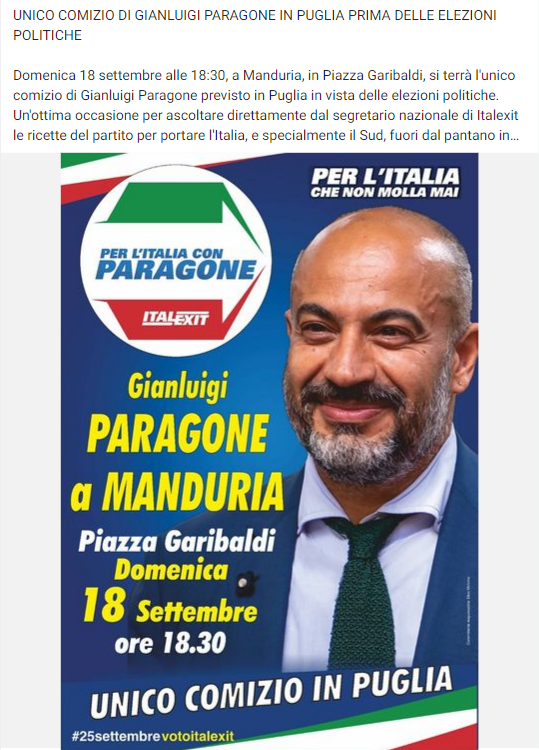 UNICO COMIZIO DI GIANLUIGI PARAGONE IN PUGLIA PRIMA DELLE ELEZIONI
POLITICHE
Domenica 18 settembre alle 18:30, a Manduria, in Piazza Garibaldi, si terrà l'unico
comizio di Gianluigi Paragone previsto in Puglia in vista delle elezioni politiche.
Un'ottima occasione per ascoltare direttamente dal segretario nazionale di Italexit
le ricette del partito per portare l'Italia, e specialmente il Sud, fuori dal pantano in...
PER L'ITALIA
CHE NON MOLLA MAI
PER L'ITALIA CON
PARAGONE
ITALEXIT
Gianluigi
PARAGONE
a MANDURIA
Piazza Garibaldi
Domenica
18 Settembre
ore 18.30
UNICO COMIZIO IN PUGLIA
#25settembrevotoitalexit